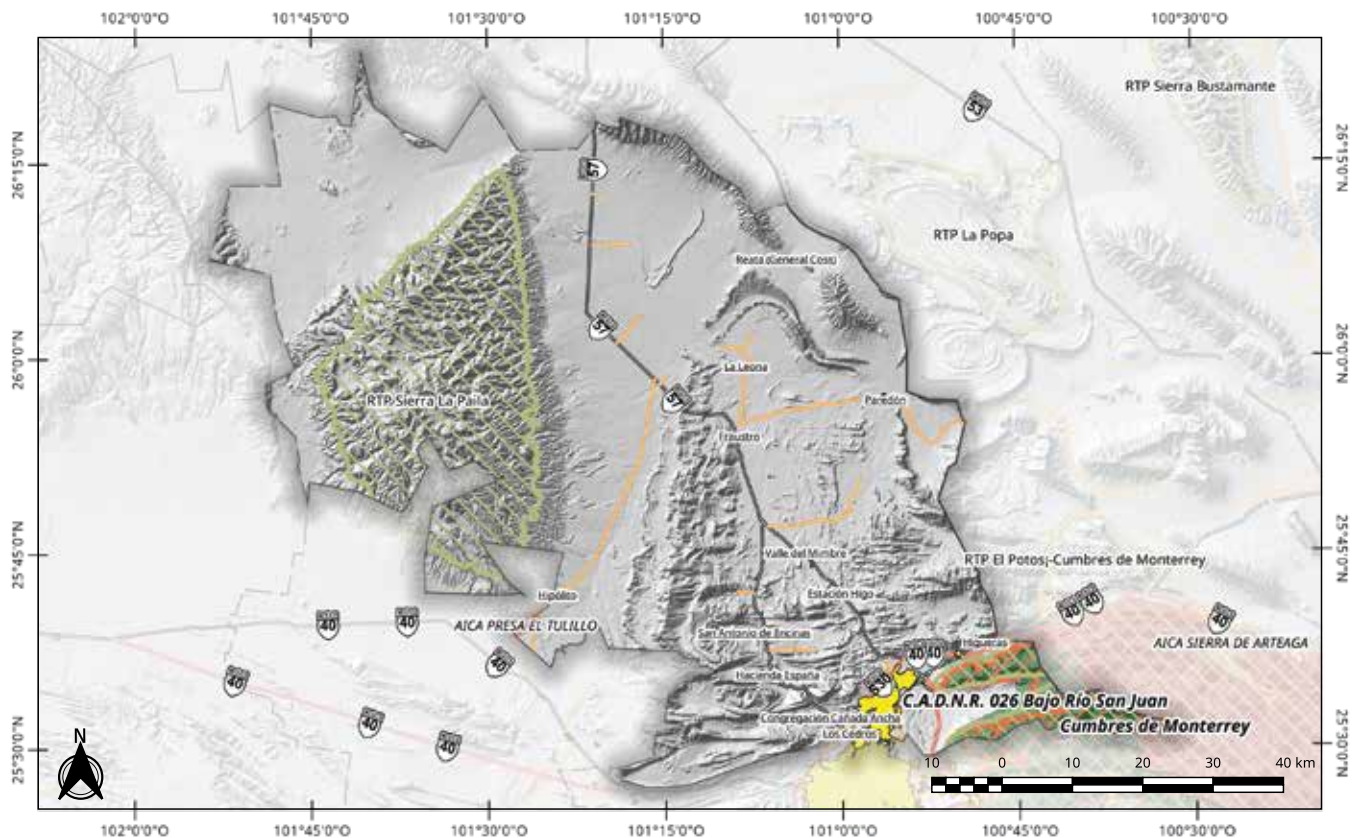 102°0'0"O 101°45'0"O 101°30'0"O 101°15'0"O 101°0'0"O 100°45'0"O 100°30'0"O
RTP Sierra Bustamante
53
26°15'0"N
57
26°15'0"N
RTP La Popa
Reata (General Coss)
57
26°0'0"N
26°0'0"N
La Leona
57
RTP Sierra La Paila
Paredón
Fraustro
25°45'0"N
25°45'0"N
Valle del Mimbre
RTP El Potos¡-Cumbres de Monterrey
Hipólito
Estación Higo
40 40
40 40 40
AICA PRESA EL TULILLO
San Antonio de Encinas
Higueras
AICA SIERRA DE ARTEAGA
40
40 40
Hacienda España
40
C.A.D.N.R. 026 Bajo Río San Juan
40
Congregación Cañada Ancha
Cumbres de Monterrey
Los Cedros
40
25°30'0"N
25°30'0"N
N
10 0 10 20 30 40 km
102°0'0"O 101°45'0"O 101°30'0"O 101°15'0"O 101°0'0"O 100°45'0"O 100°30'0"O